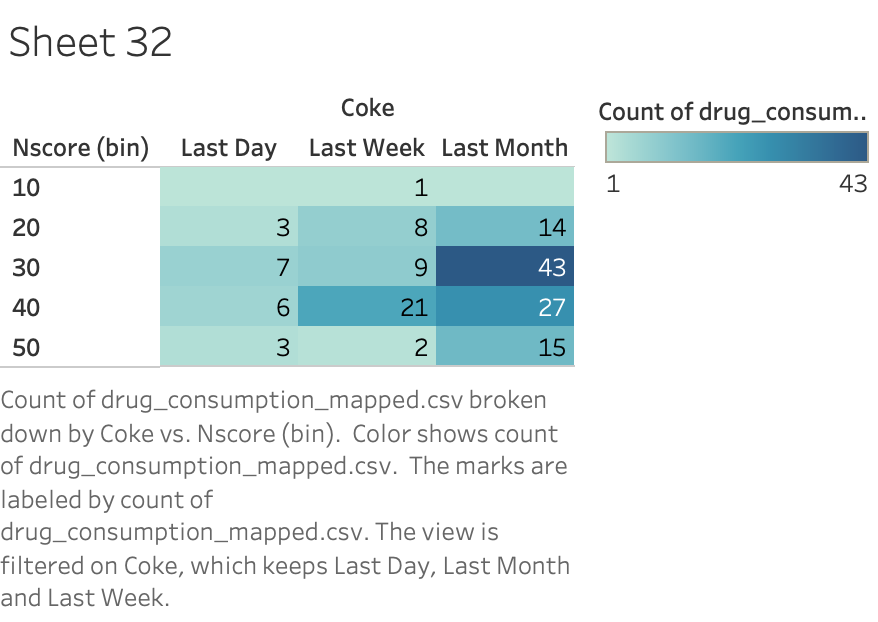 Sheet 32
Coke
Count of drug_consum..
Nscore (bin) Last Day Last Week Last Month
1 43
10 1
20 3 8 14
30 7 9 43
40 6 21 27
50 3 2 15
Count of drug_consumption_mapped.csv broken
down by Coke vs. Nscore (bin).  Color shows count
of drug_consumption_mapped.csv.  The marks are
labeled by count of
drug_consumption_mapped.csv. The view is
filtered on Coke, which keeps Last Day, Last Month
and Last Week.